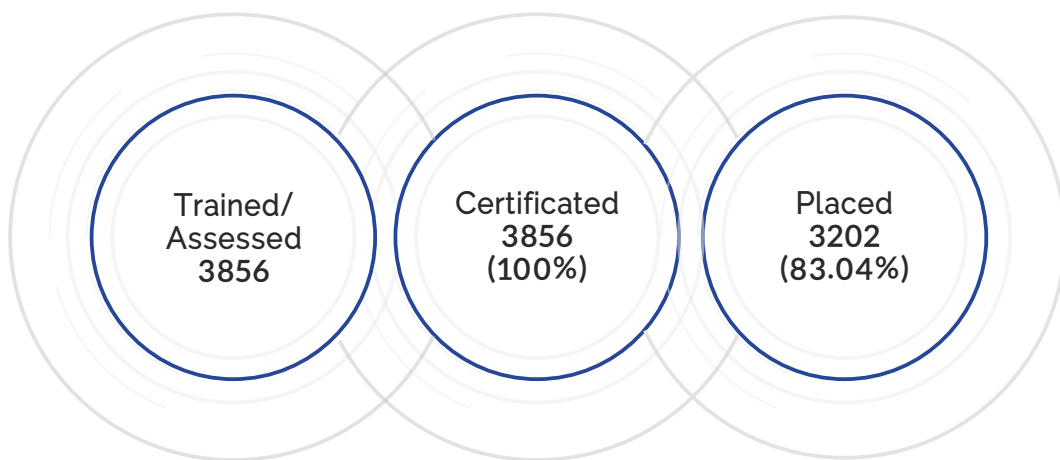 Trained/
Assessed
3856
Certificated
3856
(100%)
Placed
3202
(83.04%)